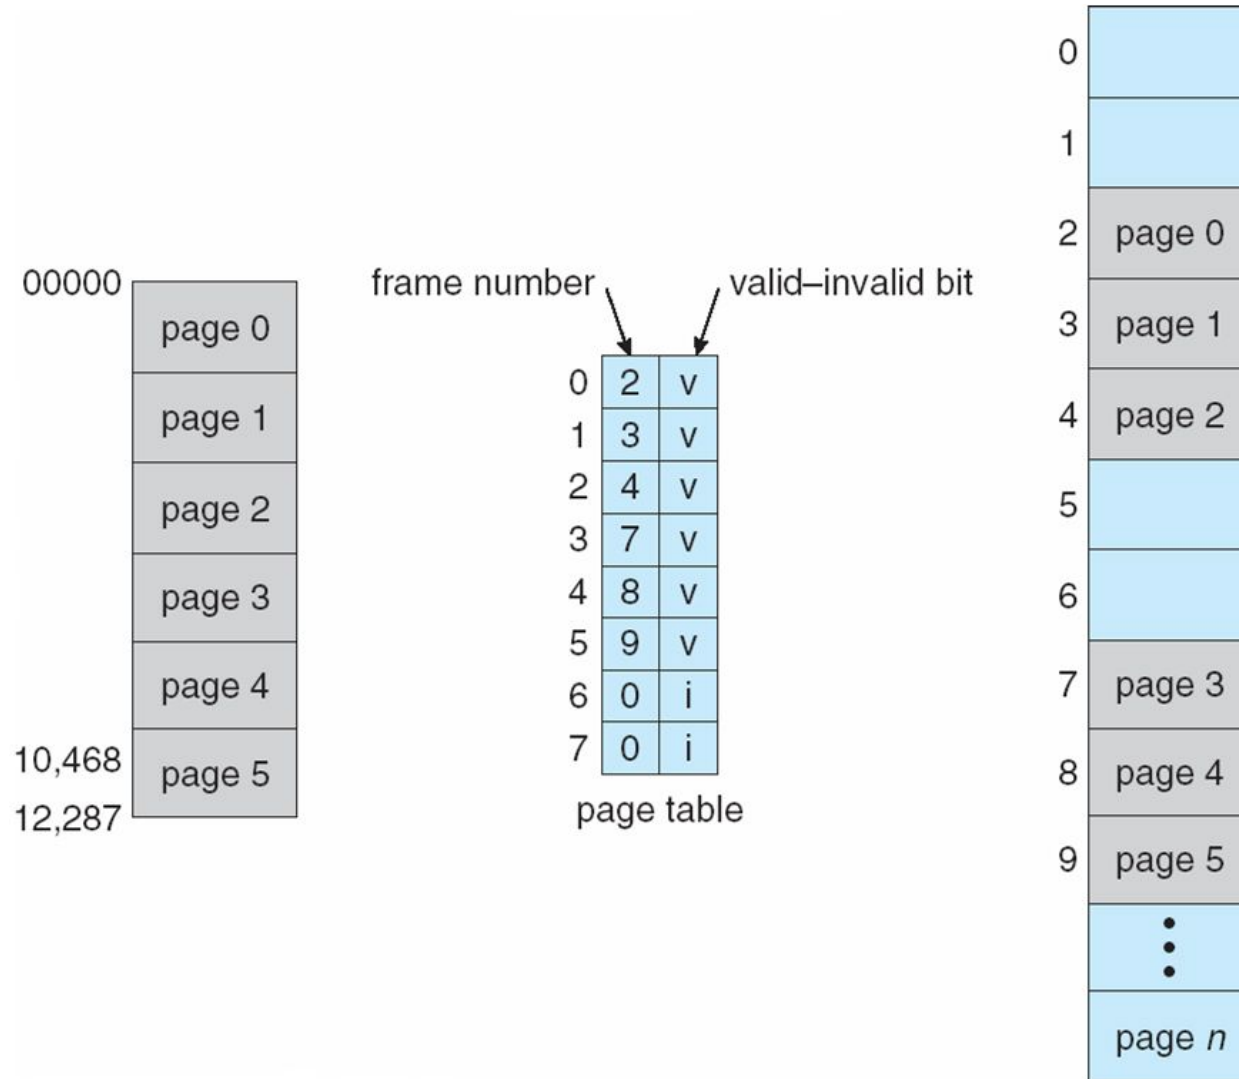 00000
page 0
page 1
page 2
page 3
page 4
10,468
page 5
12,287
frame number
valid–invalid bit
0 2 v
1 3 v
2 4 v
3 7 v
4 8 v
5 9 v
6 0 i
7 0 i
page table
0
1
2 page 0
3 page 1
4 page 2
5
6
7 page 3
8 page 4
9 page 5
page n